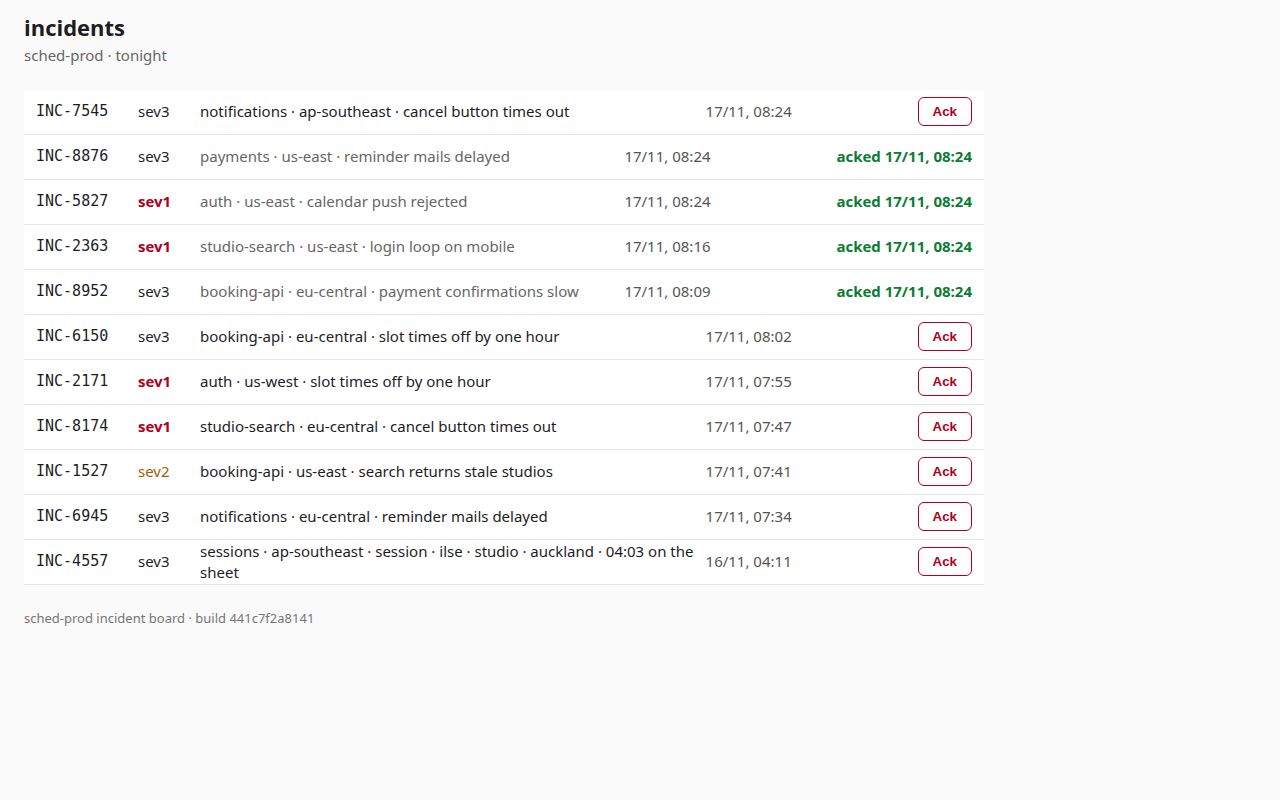 incidents
sched-prod · tonight
INC-7545 sev3 notifications · ap-southeast · cancel button times out 17/11, 08:24 Ack
INC-8876 sev3 payments · us-east · reminder mails delayed 17/11, 08:24 acked 17/11, 08:24
INC-5827 sev1 auth · us-east · calendar push rejected 17/11, 08:24 acked 17/11, 08:24
INC-2363 sev1 studio-search · us-east · login loop on mobile 17/11, 08:16 acked 17/11, 08:24
INC-8952 sev3 booking-api · eu-central · payment confirmations slow 17/11, 08:09 acked 17/11, 08:24
INC-6150 sev3 booking-api · eu-central · slot times off by one hour 17/11, 08:02 Ack
INC-2171 sev1 auth · us-west · slot times off by one hour 17/11, 07:55 Ack
INC-8174 sev1 studio-search · eu-central · cancel button times out 17/11, 07:47 Ack
INC-1527 sev2 booking-api · us-east · search returns stale studios 17/11, 07:41 Ack
INC-6945 sev3 notifications · eu-central · reminder mails delayed 17/11, 07:34 Ack
INC-4557 sev3 sessions · ap-southeast · session · ilse · studio · auckland · 04:03 on the 16/11, 04:11 Ack
sheet
sched-prod incident board · build 441c7f2a8141